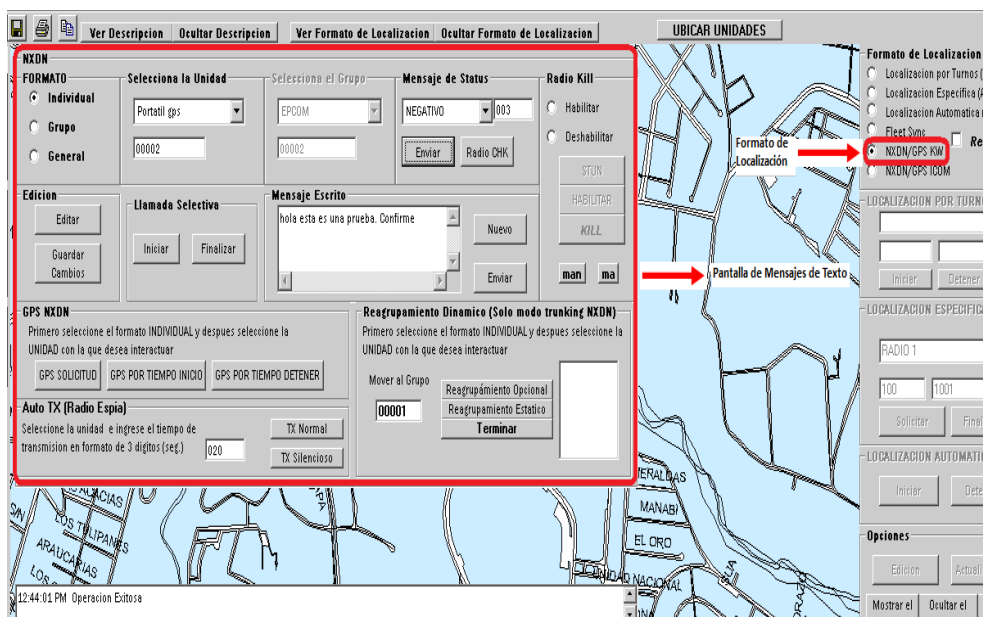 Ver Descripcion Ocultar Descripcion Ver Formato de Localizacion Ocultar Formato de Localizacion UBICAR UNIDADES
NXDN
FORMATO
Individual
Grupo
General
Selecciona la Unidad
Portatil gps
00002
Selecciona el Grupo
EPCOM
00002
Mensaje de Status
NEGATIVO 003
Enviar Radio CHK
Radio Kill
Habilitar
Deshabilitar
STUN
HABILITAR
KILL
man ma
Edicion
Editar
Guardar
Cambios
Llamada Selectiva
Iniciar Finalizar
Mensaje Escrito
hola esta es una prueba. Confirme
Nuevo
Enviar
GPS NXDN
Primero seleccione el formato INDIVIDUAL y despues seleccione la
UNIDAD con la que desea interactuar
GPS SOLICITUD GPS POR TIEMPO INICIO GPS POR TIEMPO DETENER
Reagrupamiento Dinamico (Solo modo trunking NXDN)
Primero seleccione el formato INDIVIDUAL y despues seleccione la
UNIDAD con la que desea interactuar
Mover al Grupo
00001
Reagrupámiento Opcional
Reagrupamiento Estatico
Terminar
Auto TX (Radio Espia)
Seleccione la unidad e ingrese el tiempo de
transmision en formato de 3 digitos (seg.) 020
TX Normal
TX Silencioso
Formato de
Localización
Pantalla de Mensajes de Texto
Formato de Localizacion
Localizacion por Turnos (
Localizacion Especifica (A
Localizacion Automatica
Fleet Sync Re
NXDN/GPS KW
NXDN/GPS ICOM
LOCALIZACION POR TURNO
Iniciar Detener
LOCALIZACION ESPECIFICA
RADIO 1
100 1001
Solicitar Final
LOCALIZACION AUTOMATI
Iniciar Dete
Opciones
Edicion Actuali
Mostrar el Ocultar el
ACACIAS
S/N
LOS TULIPANES
ARAUCARIAS
MANABI
EL ORO
NACIONAL
12:44:01 PM Operacion Exitosa